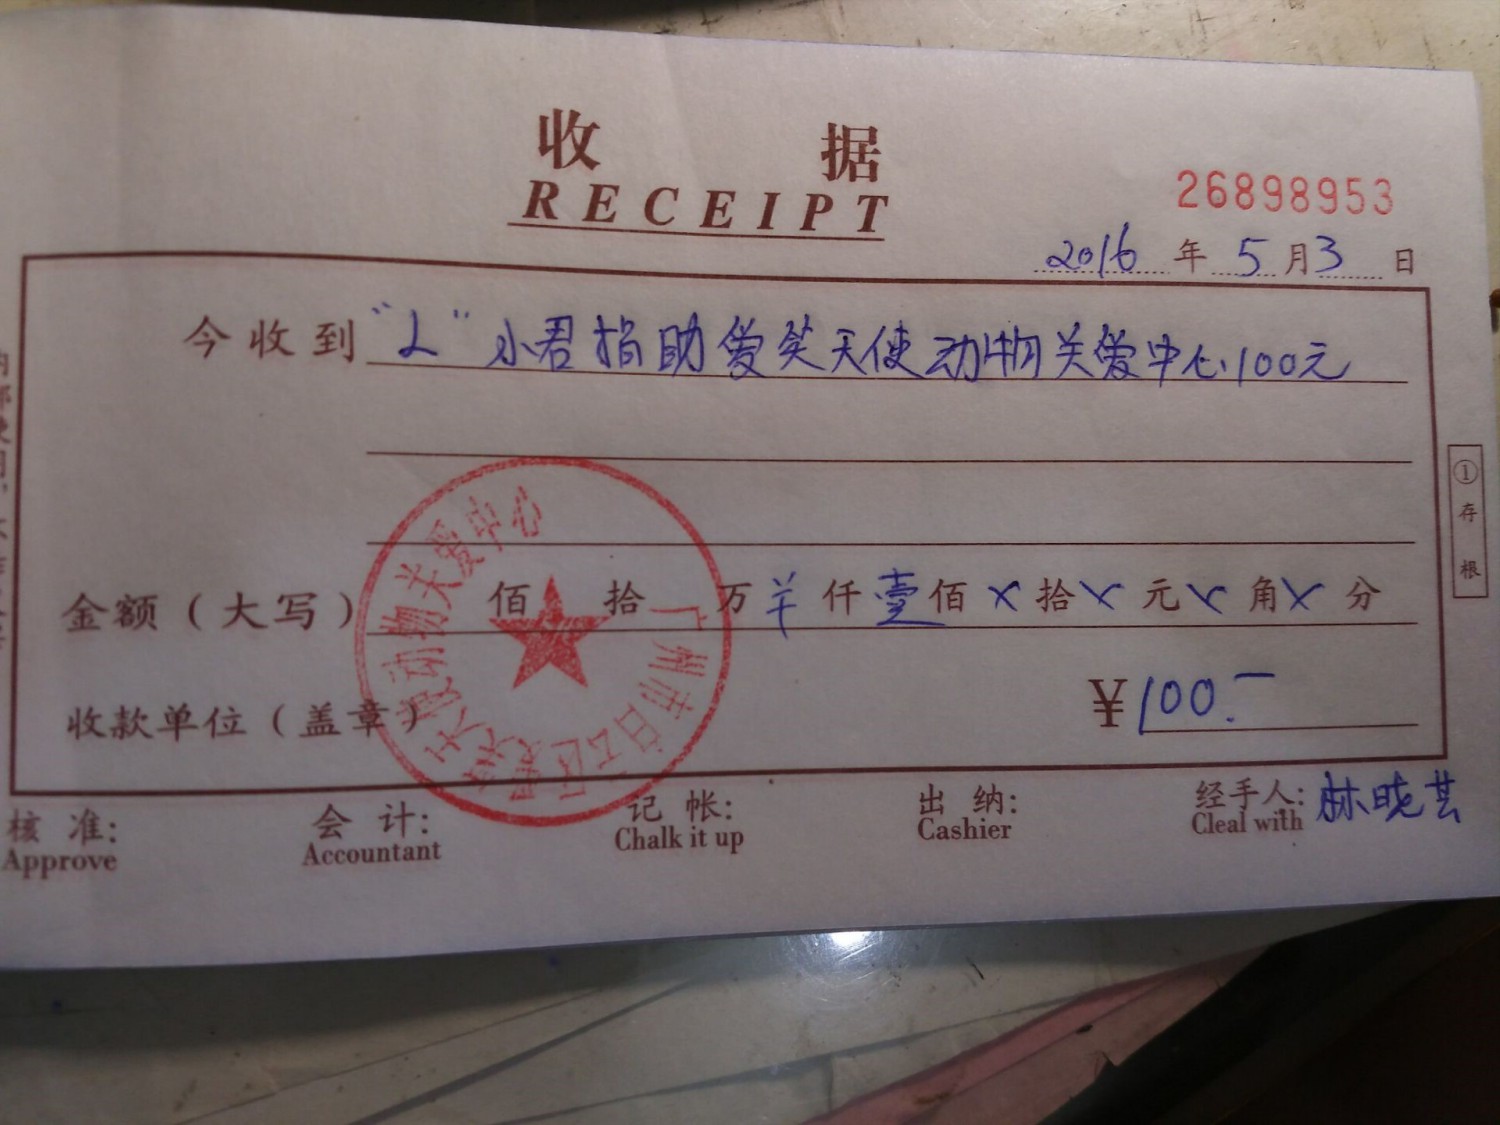 收 据
RECEIPT
26898953
2016 年 5 月 3 日
今收到 "L" 小君捐助爱笑天使动物关爱中心100元
金额(大写) 佰 拾 万 羊 仟 壹 佰 X 拾 X 元 X 角 X 分
收款单位(盖章) ¥100.-
广州市白云区爱笑天使动物关爱中心
① 存根
核 准: 会 计: 记 帐: 出 纳: 经手人: 林晓芸
Approve Accountant Chalk it up Cashier Cleal with